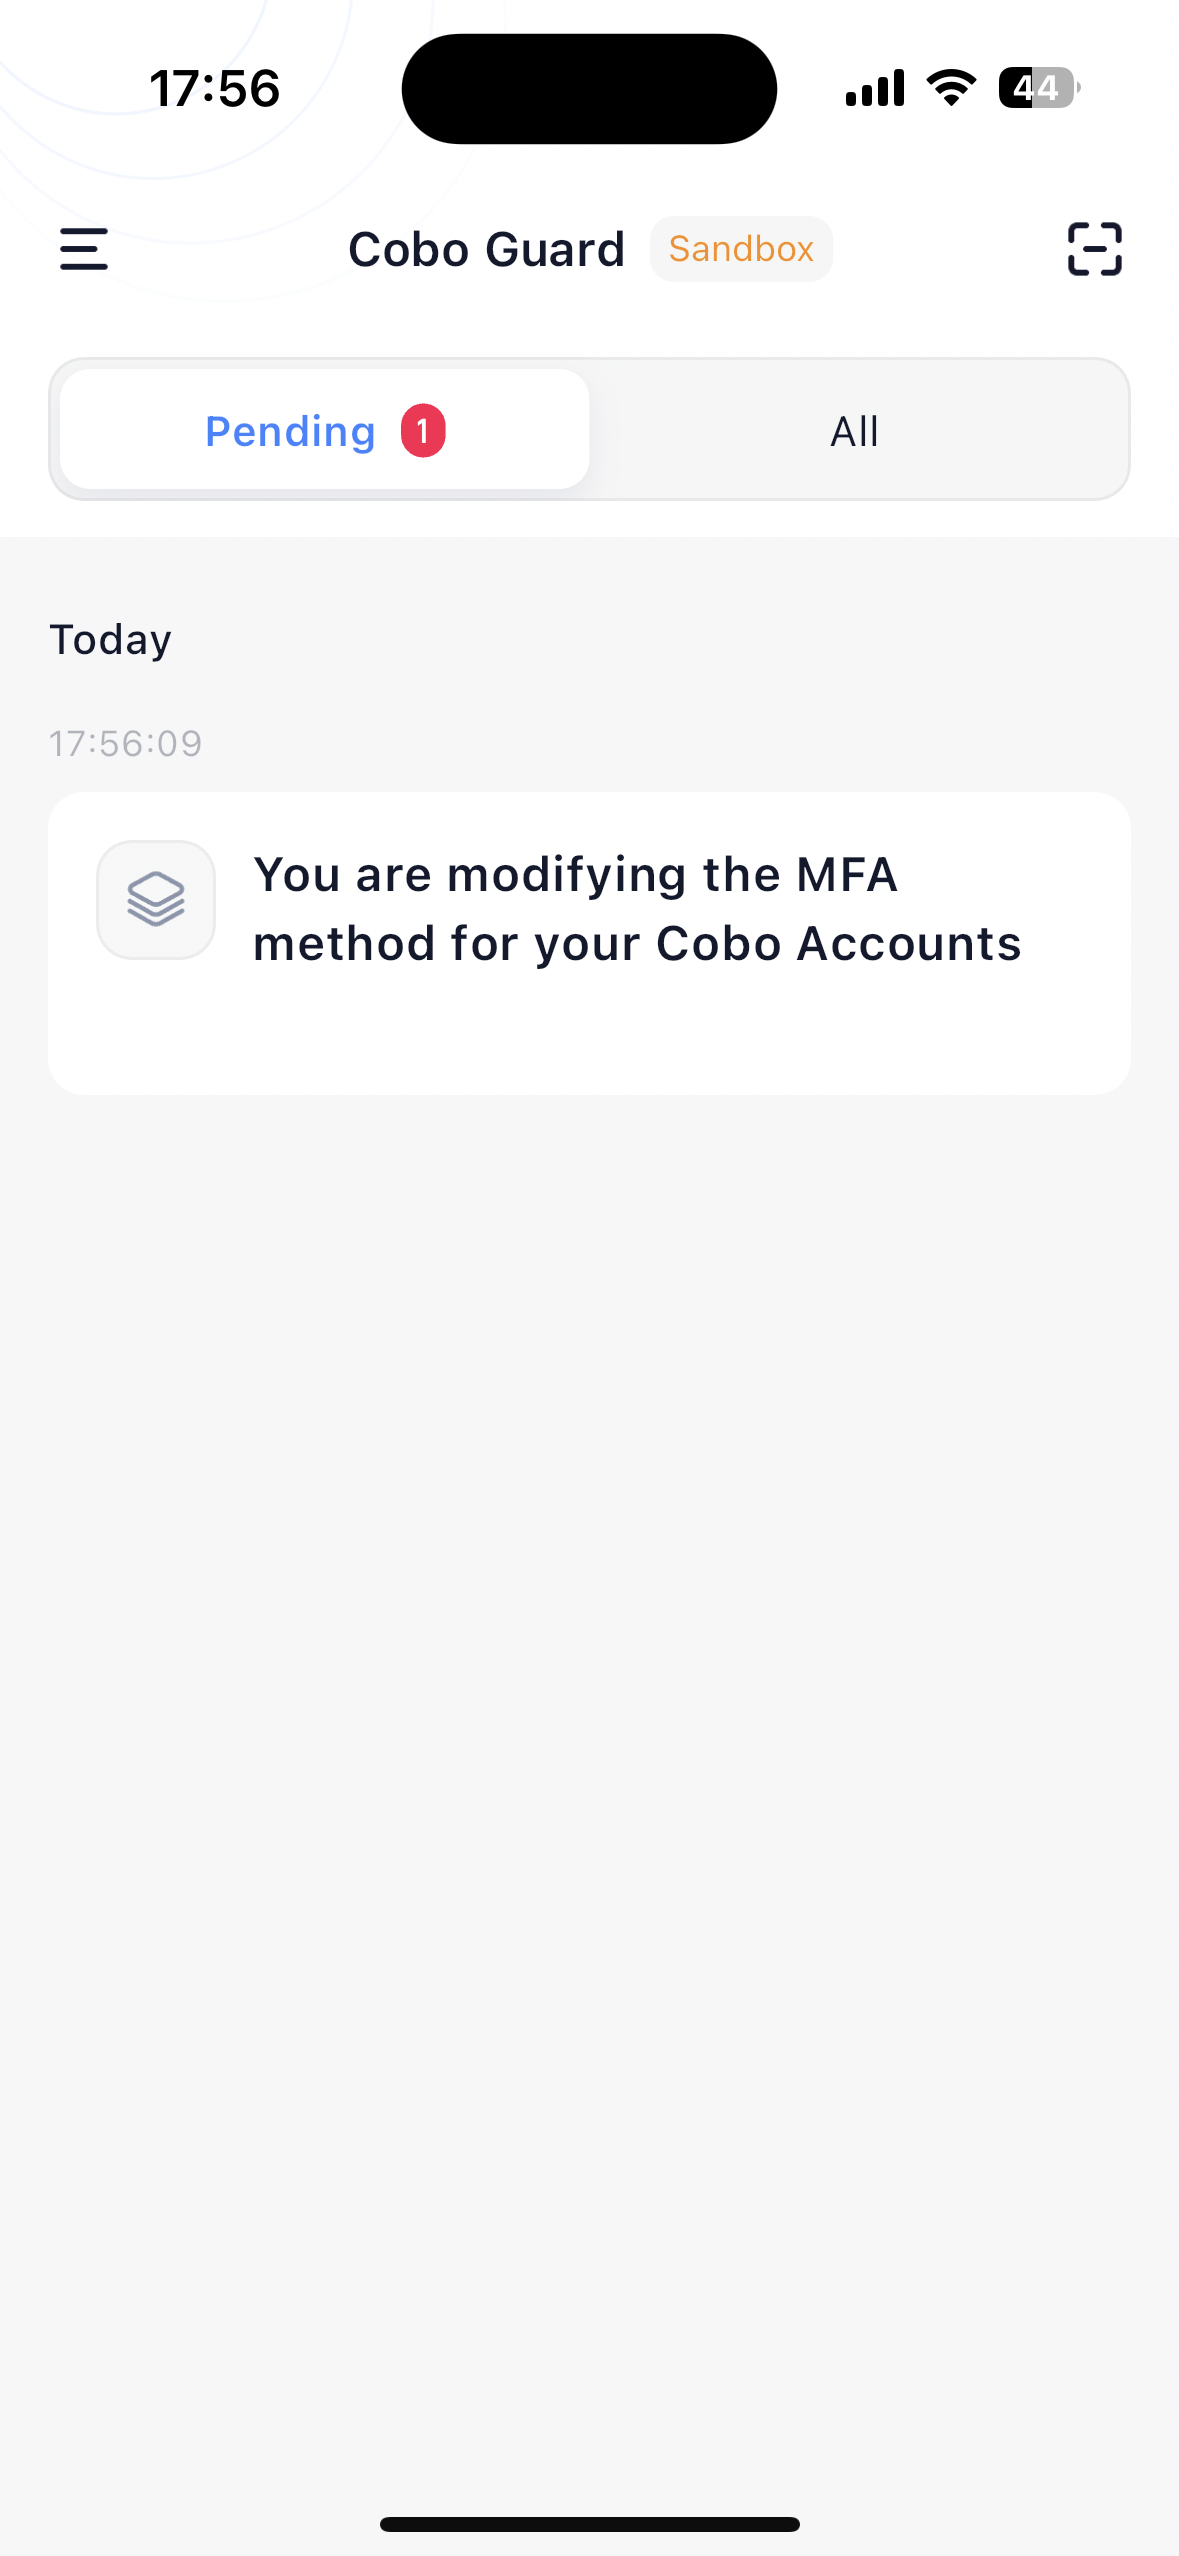 17:56
44
Cobo Guard Sandbox
Pending 1
All
Today
17:56:09
You are modifying the MFA
method for your Cobo Accounts